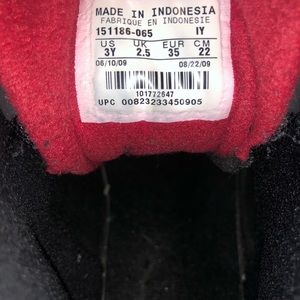 MADE IN INDONESIA
FABRIQUE EN INDONESIE
151186-065 IY
US UK EUR CM
3Y 2.5 35 22
06/10/09 08/22/09
101772647
UPC 00823233450905